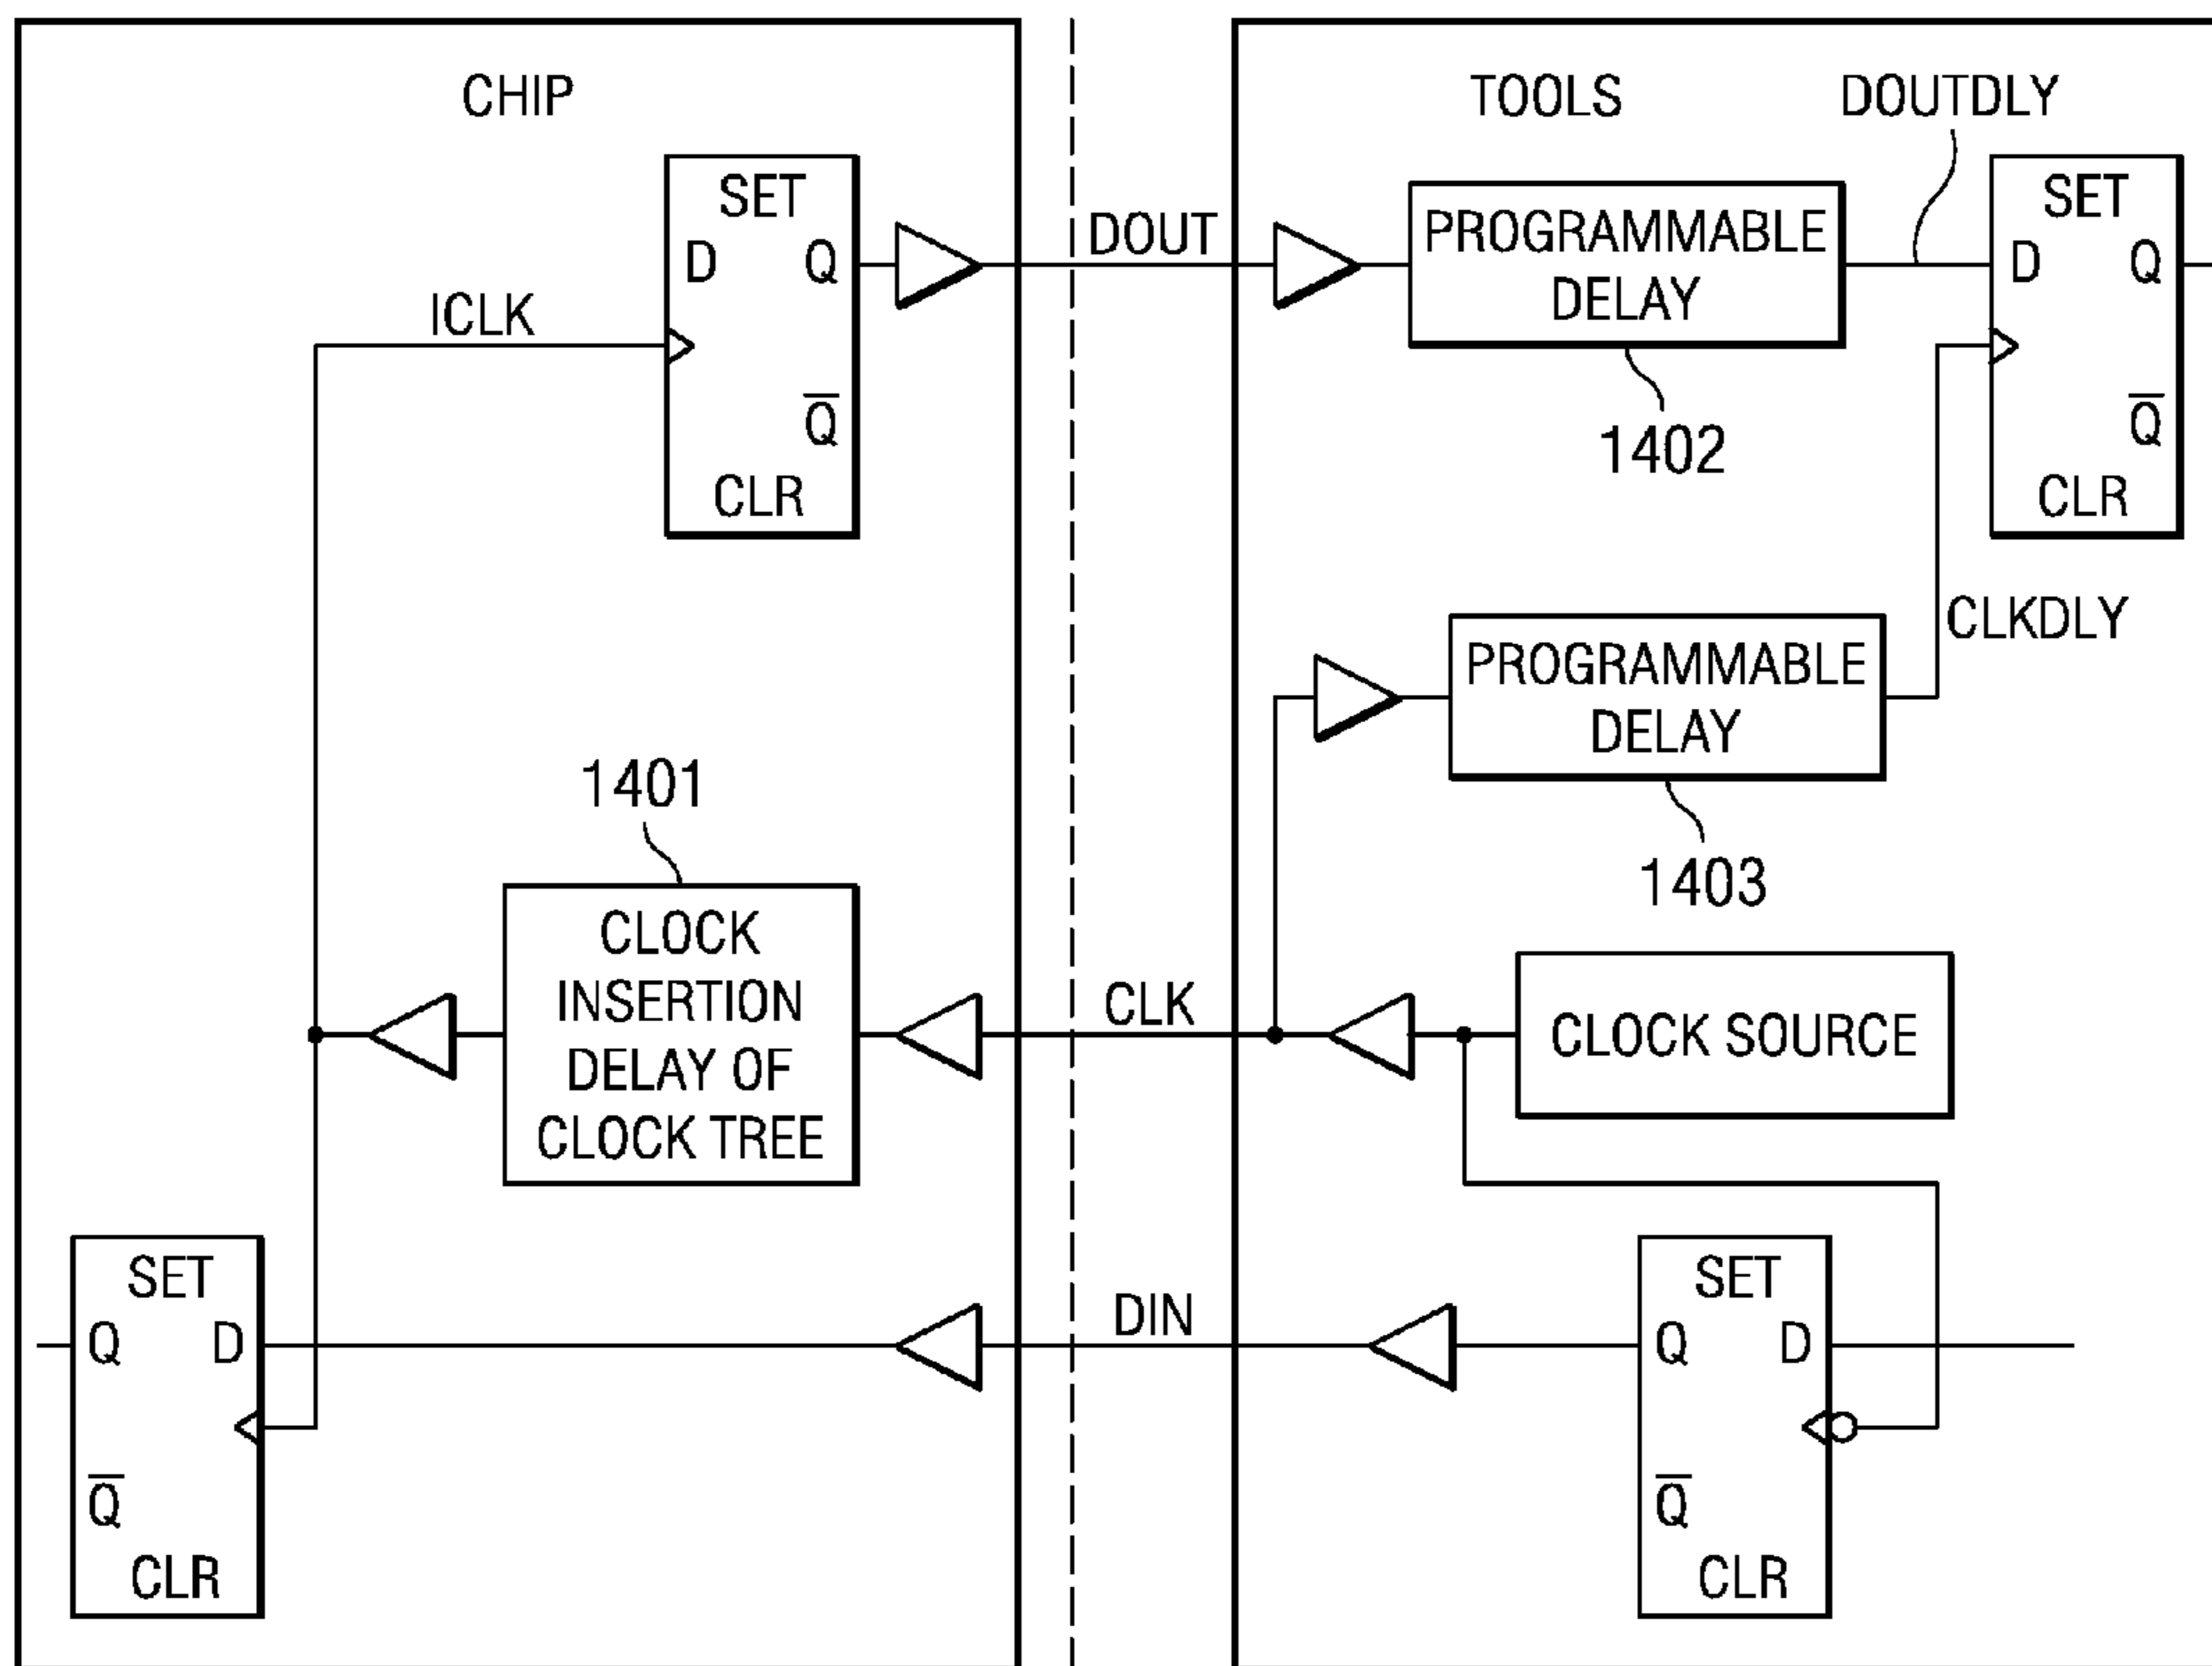 CHIP
TOOLS
DOUTDLY
SET
D Q
Q̅
CLR
ICLK
DOUT
PROGRAMMABLE
DELAY
1402
SET
D Q
Q̅
CLR
CLKDLY
PROGRAMMABLE
DELAY
1403
1401
CLOCK
INSERTION
DELAY OF
CLOCK TREE
CLK
CLOCK SOURCE
SET
Q D
Q̅
CLR
DIN
SET
Q D
Q̅
CLR